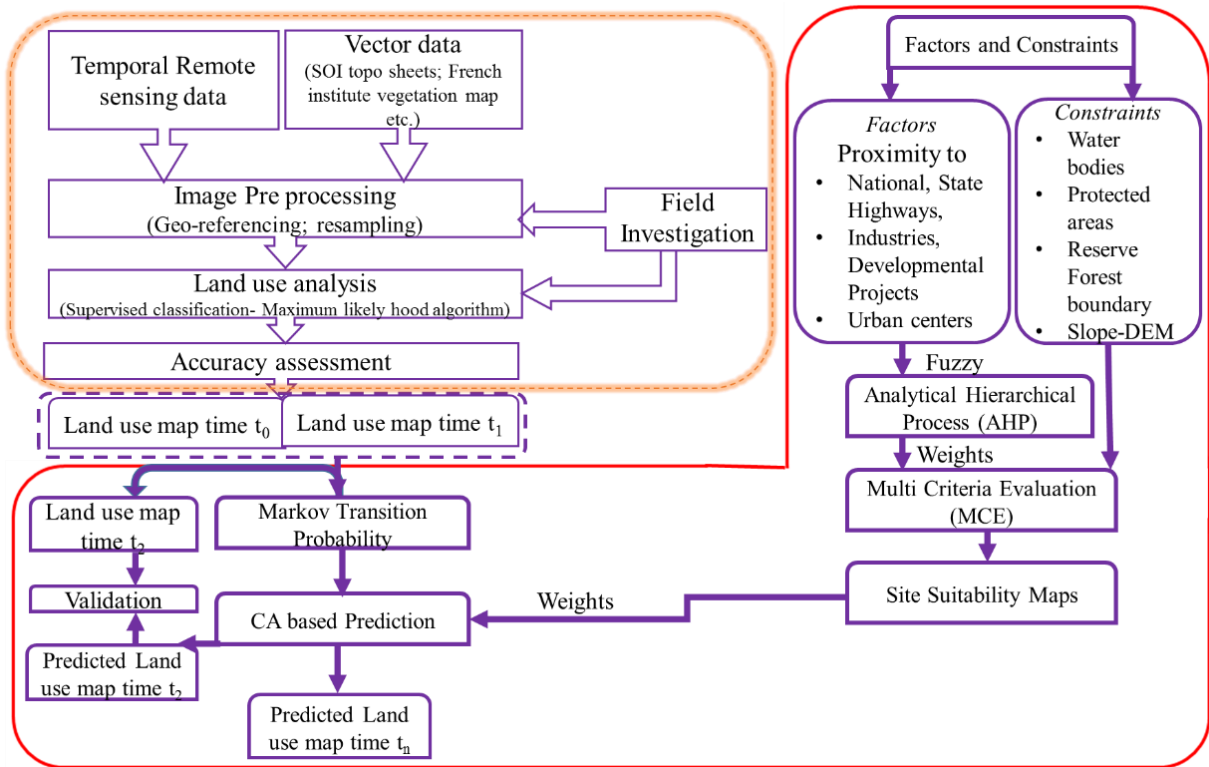 Temporal Remote
sensing data
Vector data
(SOI topo sheets; French
institute vegetation map
etc.)
Image Pre processing
(Geo-referencing; resampling)
Field
Investigation
Land use analysis
(Supervised classification- Maximum likely hood algorithm)
Accuracy assessment
Land use map time t₀
Land use map time t₁
Factors and Constraints
Factors
Proximity to
• National, State
Highways,
• Industries,
Developmental
Projects
• Urban centers
Constraints
• Water
bodies
• Protected
areas
• Reserve
Forest
boundary
• Slope-DEM
Fuzzy
Analytical Hierarchical
Process (AHP)
Weights
Multi Criteria Evaluation
(MCE)
Site Suitability Maps
Weights
Land use map
time t₂
Markov Transition
Probability
Validation
CA based Prediction
Predicted Land
use map time t₂
Predicted Land
use map time tₙ